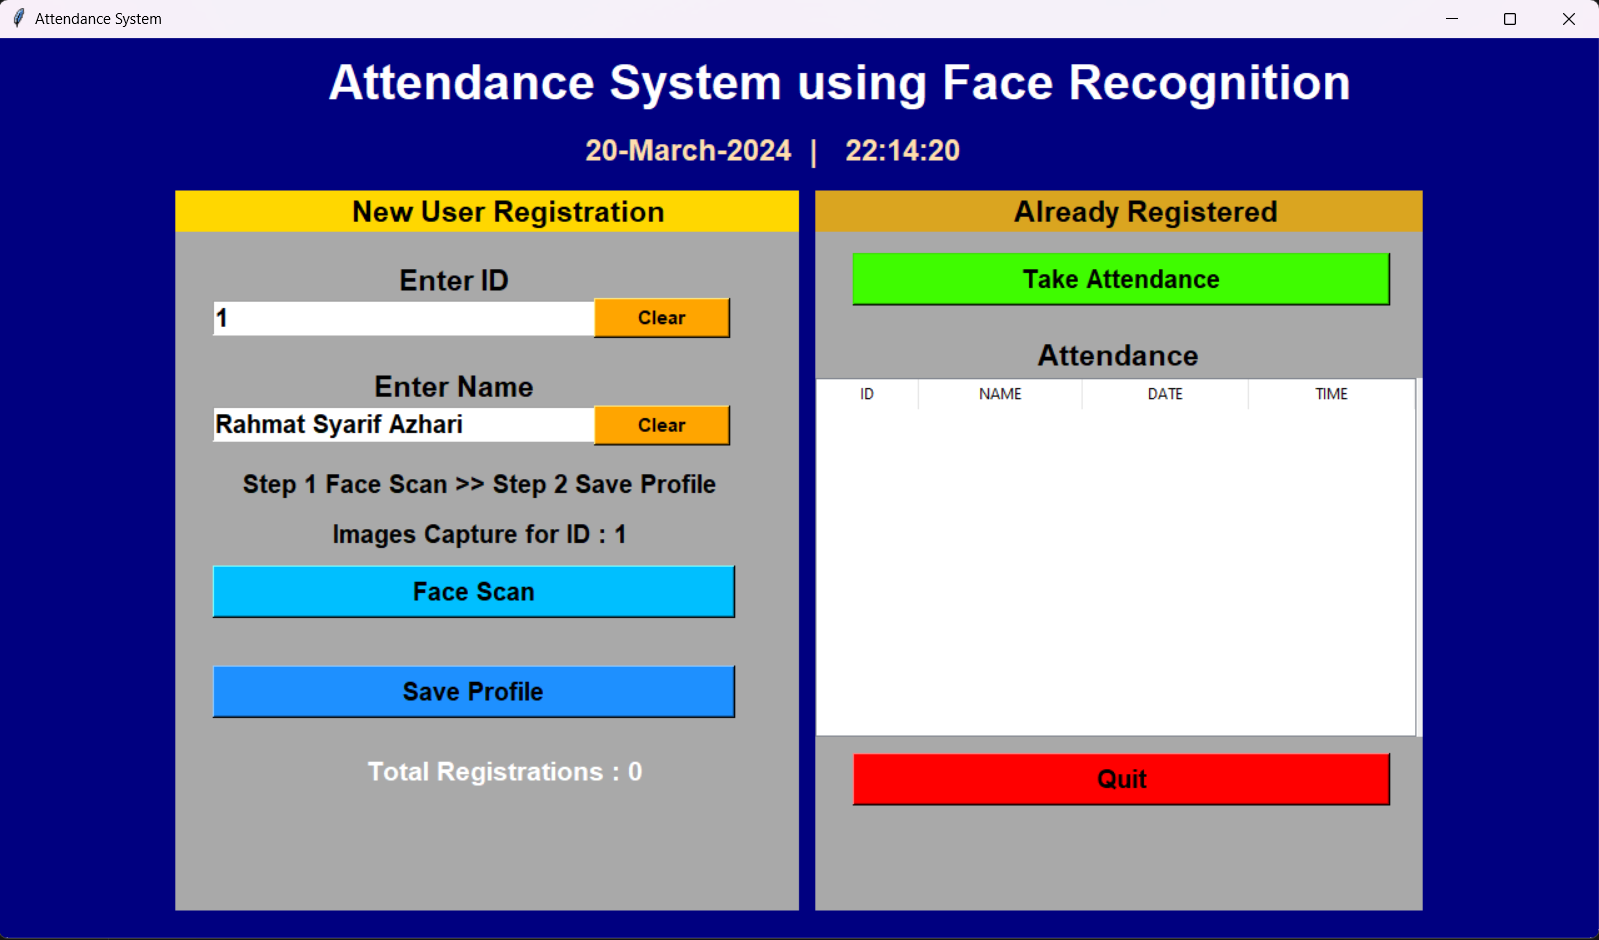 Attendance System
Attendance System using Face Recognition
20-March-2024 | 22:14:20
New User Registration
Enter ID
1 Clear
Enter Name
Rahmat Syarif Azhari Clear
Step 1 Face Scan >> Step 2 Save Profile
Images Capture for ID : 1
Face Scan
Save Profile
Total Registrations : 0
Already Registered
Take Attendance
Attendance
ID NAME DATE TIME
Quit